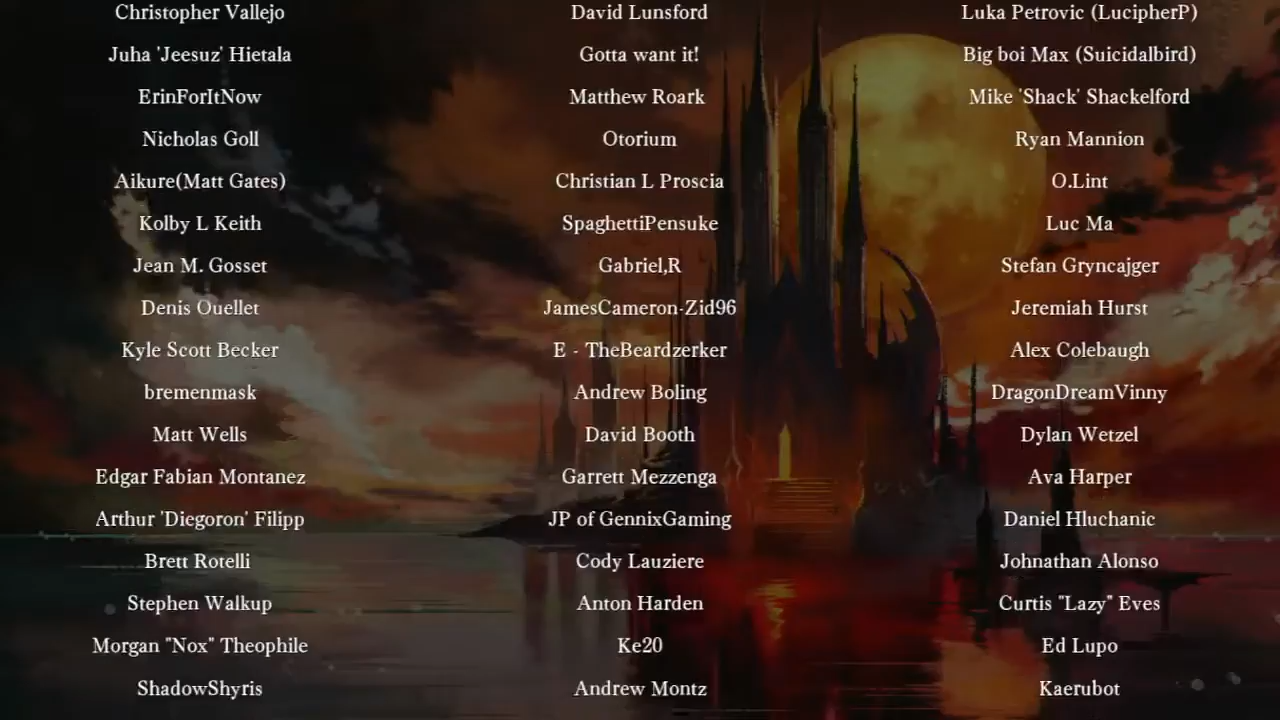 Christopher Vallejo
David Lunsford
Luka Petrovic (LucipherP)
Juha 'Jeesuz' Hietala
Gotta want it!
Big boi Max (Suicidalbird)
ErinForItNow
Matthew Roark
Mike 'Shack' Shackelford
Nicholas Goll
Otorium
Ryan Mannion
Aikure(Matt Gates)
Christian L Proscia
O.Lint
Kolby L Keith
SpaghettiPensuke
Luc Ma
Jean M. Gosset
Gabriel,R
Stefan Gryncajger
Denis Ouellet
JamesCameron-Zid96
Jeremiah Hurst
Kyle Scott Becker
E - TheBeardzerker
Alex Colebaugh
bremenmask
Andrew Boling
DragonDreamVinny
Matt Wells
David Booth
Dylan Wetzel
Edgar Fabian Montanez
Garrett Mezzenga
Ava Harper
Arthur 'Diegoron' Filipp
JP of GennixGaming
Daniel Hluchanic
Brett Rotelli
Cody Lauziere
Johnathan Alonso
Stephen Walkup
Anton Harden
Curtis "Lazy" Eves
Morgan "Nox" Theophile
Ke20
Ed Lupo
ShadowShyris
Andrew Montz
Kaerubot